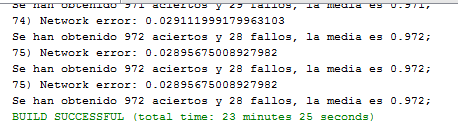 Se han obtenido 971 aciertos y 29 fallos, la media es 0.971;
74) Network error: 0.029111999179963103
Se han obtenido 972 aciertos y 28 fallos, la media es 0.972;
75) Network error: 0.02895675008927982
Se han obtenido 972 aciertos y 28 fallos, la media es 0.972;
75) Network error: 0.02895675008927982
Se han obtenido 972 aciertos y 28 fallos, la media es 0.972;
BUILD SUCCESSFUL (total time: 23 minutes 25 seconds)